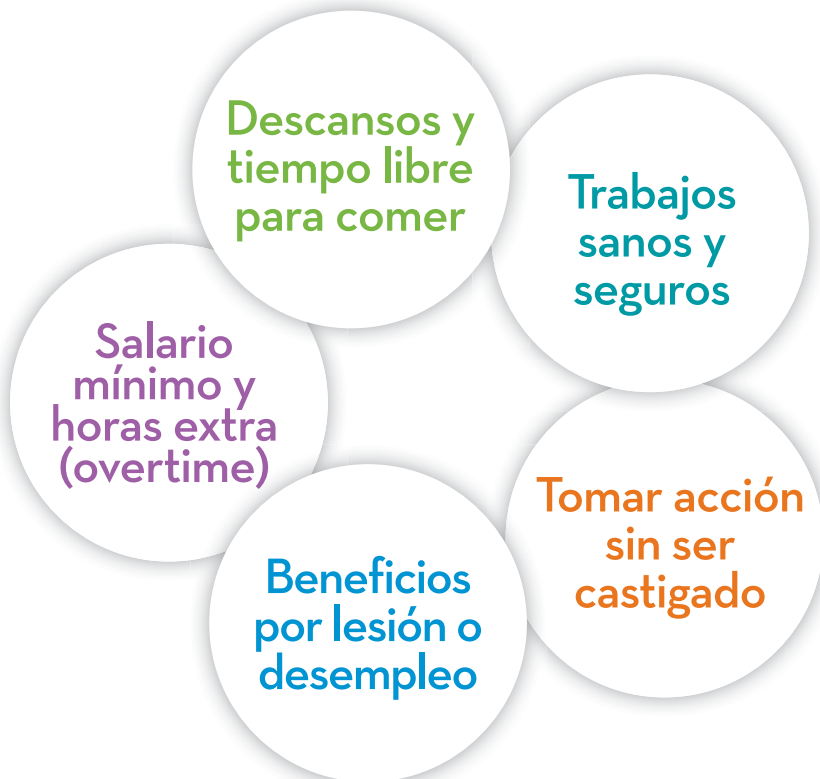 Descansos y
tiempo libre
para comer
Trabajos
sanos y
seguros
Salario
mínimo y
horas extra
(overtime)
Tomar acción
sin ser
castigado
Beneficios
por lesión o
desempleo